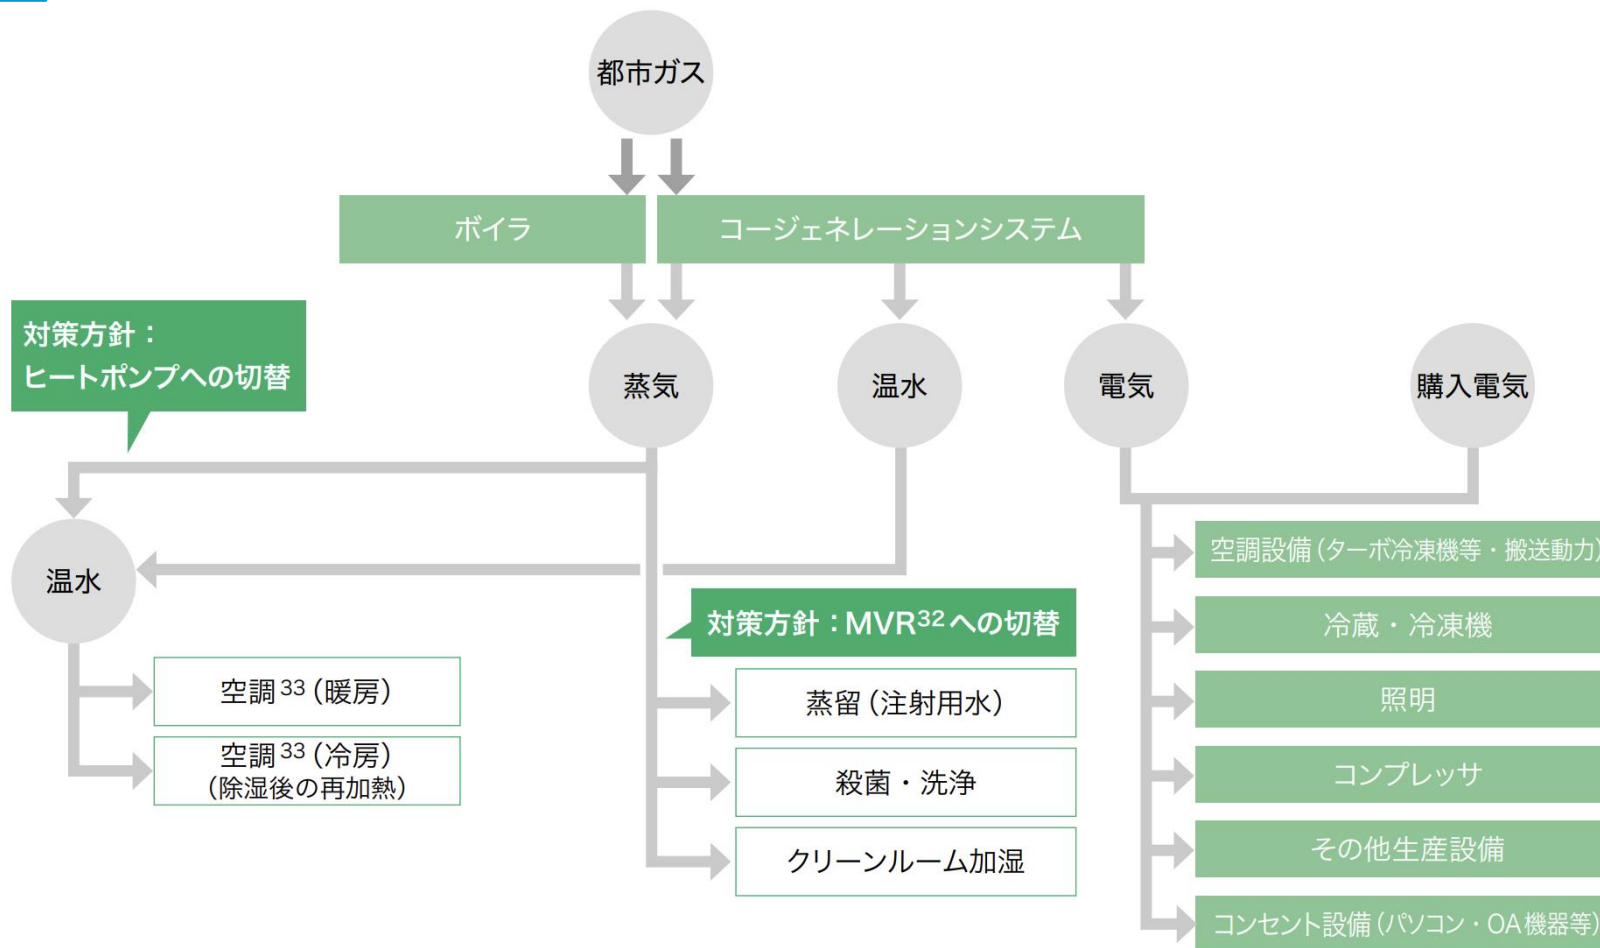 都市ガス
ボイラ
コージェネレーションシステム
対策方針：
ヒートポンプへの切替
蒸気
温水
電気
購入電気
温水
空調設備（ターボ冷凍機等・搬送動力）
対策方針：MVR32への切替
冷蔵・冷凍機
空調33（暖房）
蒸留（注射用水）
照明
空調33（冷房）
（除湿後の再加熱）
殺菌・洗浄
コンプレッサ
クリーンルーム加湿
その他生産設備
コンセント設備（パソコン・OA機器等）